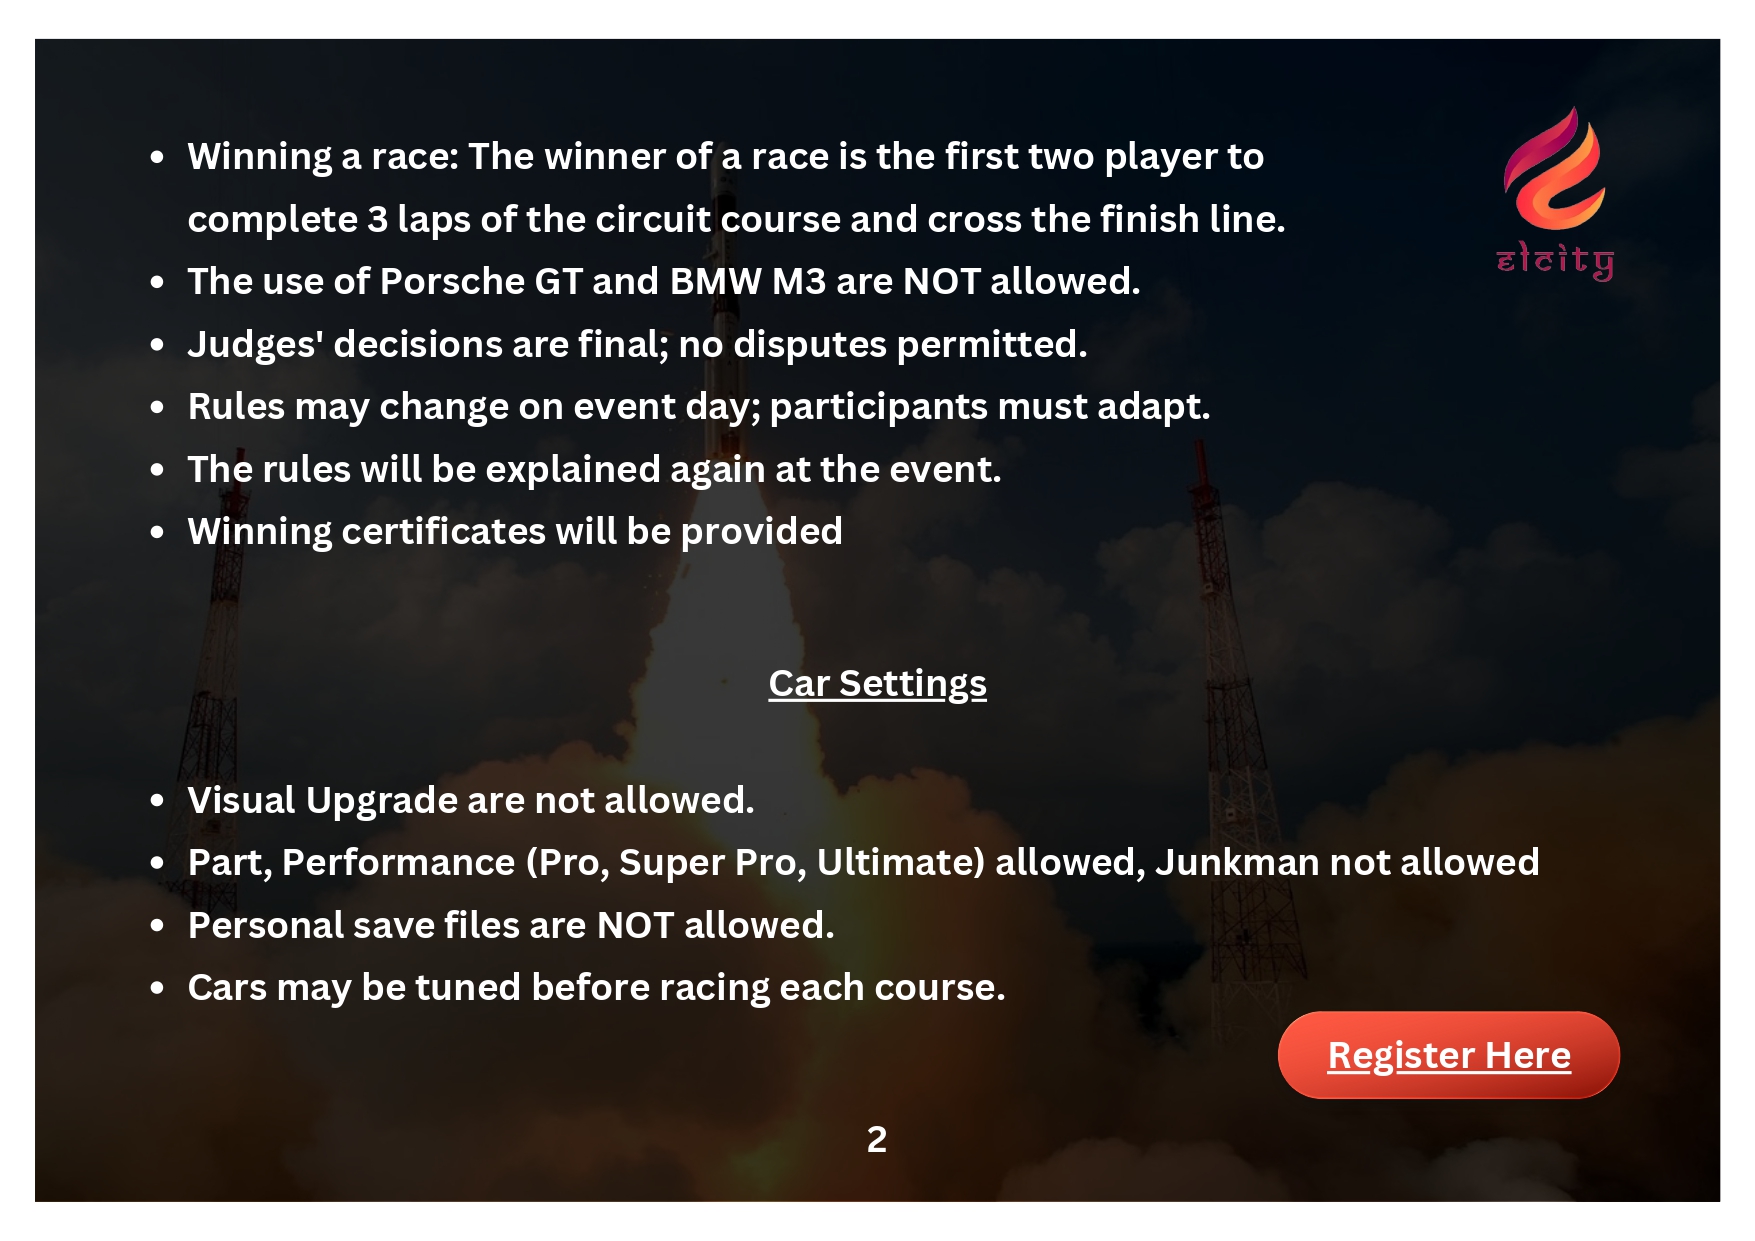 • Winning a race: The winner of a race is the first two player to
complete 3 laps of the circuit course and cross the finish line.
• The use of Porsche GT and BMW M3 are NOT allowed.
• Judges' decisions are final; no disputes permitted.
• Rules may change on event day; participants must adapt.
• The rules will be explained again at the event.
• Winning certificates will be provided
elcity
Car Settings
• Visual Upgrade are not allowed.
• Part, Performance (Pro, Super Pro, Ultimate) allowed, Junkman not allowed
• Personal save files are NOT allowed.
• Cars may be tuned before racing each course.
Register Here
2